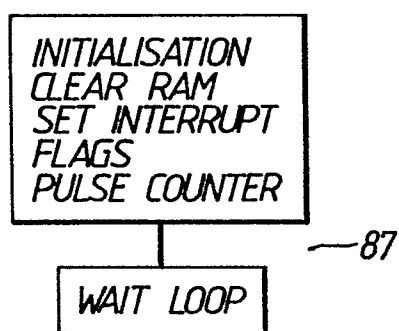 INITIALISATION
CLEAR RAM
SET INTERRUPT
FLAGS
PULSE COUNTER
87
WAIT LOOP